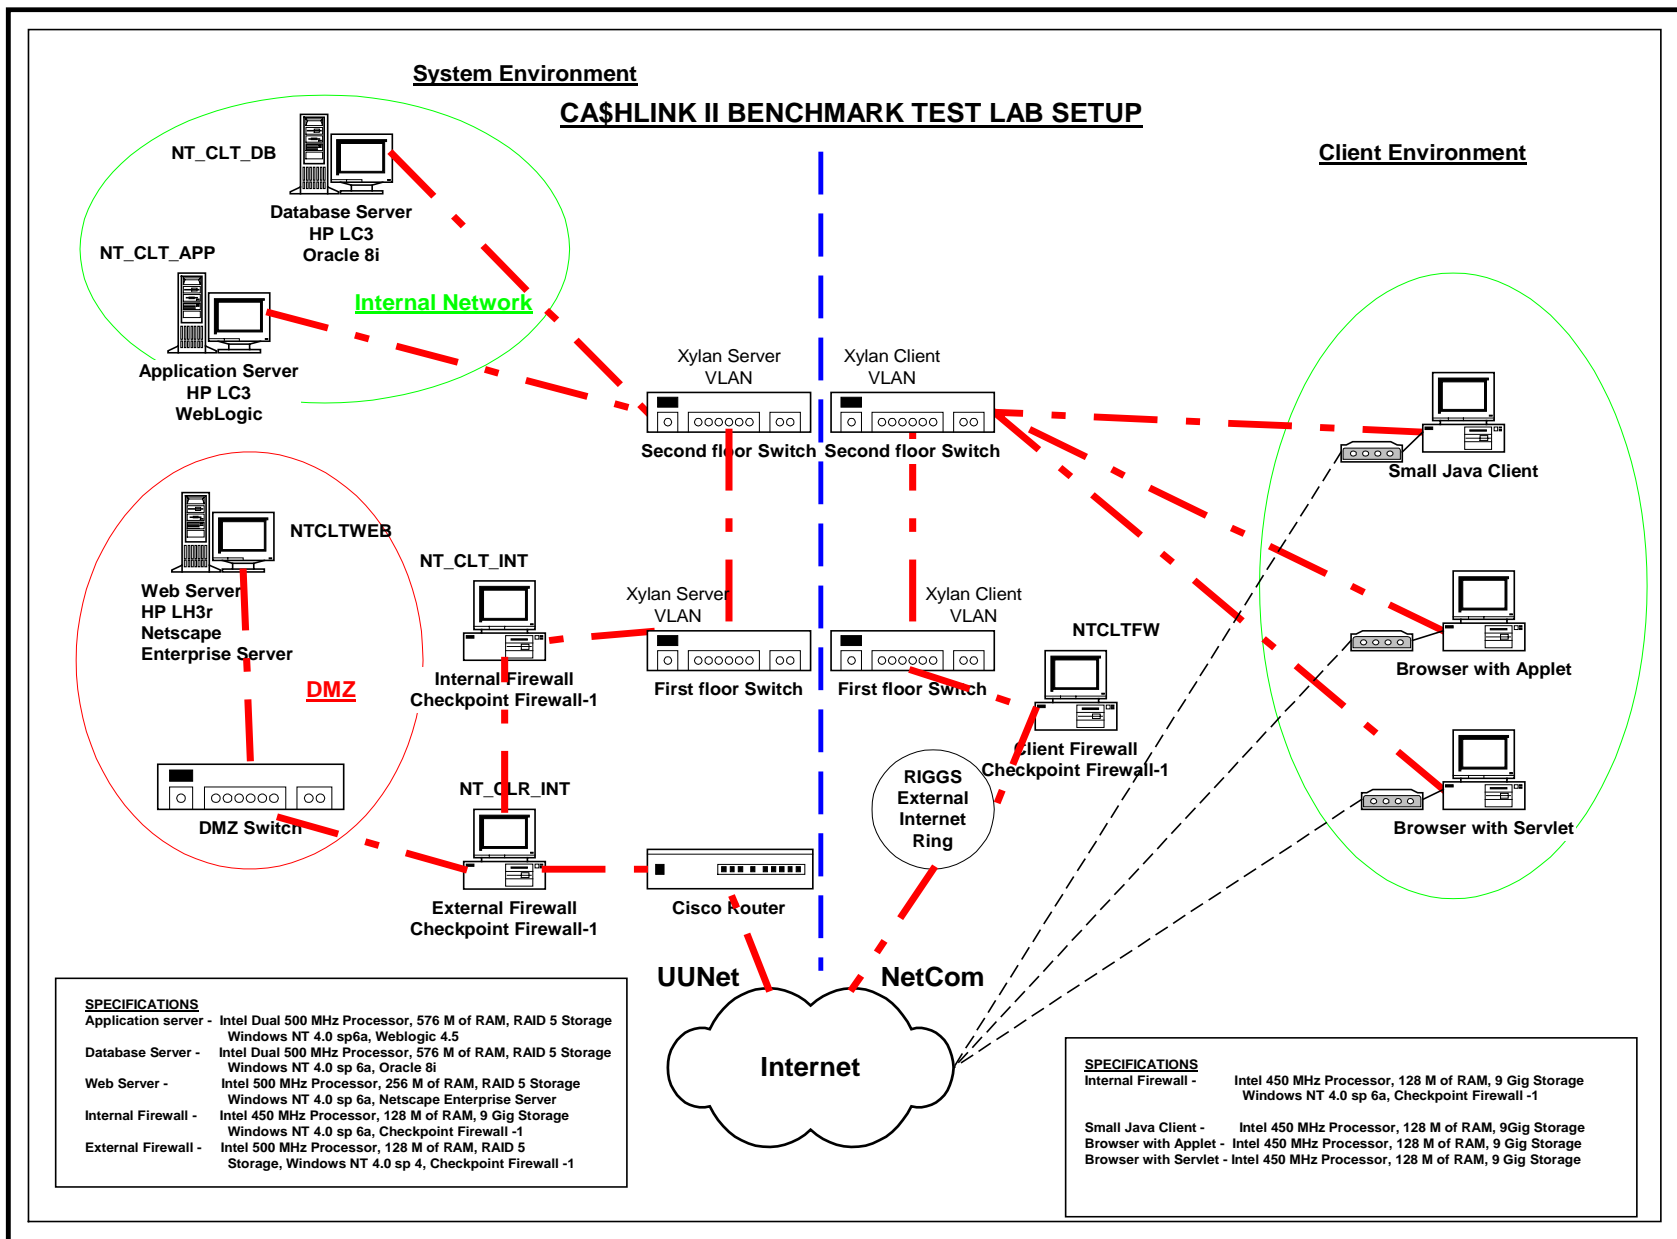 System Environment
CA$HLINK II BENCHMARK TEST LAB SETUP
Client Environment
NT_CLT_DB
Database Server
HP LC3
Oracle 8i
NT_CLT_APP
Internal Network
Application Server
HP LC3
WebLogic
Xylan Server
VLAN
Second floor Switch
Xylan Client
VLAN
Second floor Switch
Small Java Client
NTCLTWEB
Web Server
HP LH3r
Netscape
Enterprise Server
DMZ
DMZ Switch
NT_CLT_INT
Internal Firewall
Checkpoint Firewall-1
Xylan Server
VLAN
First floor Switch
Xylan Client
VLAN
First floor Switch
NTCLTFW
Client Firewall
Checkpoint Firewall-1
Browser with Applet
Browser with Servlet
NT_CLR_INT
External Firewall
Checkpoint Firewall-1
Cisco Router
RIGGS
External
Internet
Ring
UUNet
NetCom
Internet
SPECIFICATIONS
Application server - Intel Dual 500 MHz Processor, 576 M of RAM, RAID 5 Storage
Windows NT 4.0 sp6a, Weblogic 4.5
Database Server - Intel Dual 500 MHz Processor, 576 M of RAM, RAID 5 Storage
Windows NT 4.0 sp 6a, Oracle 8i
Web Server - Intel 500 MHz Processor, 256 M of RAM, RAID 5 Storage
Windows NT 4.0 sp 6a, Netscape Enterprise Server
Internal Firewall - Intel 450 MHz Processor, 128 M of RAM, 9 Gig Storage
Windows NT 4.0 sp 6a, Checkpoint Firewall -1
External Firewall - Intel 500 MHz Processor, 128 M of RAM, RAID 5
Storage, Windows NT 4.0 sp 4, Checkpoint Firewall -1
SPECIFICATIONS
Internal Firewall - Intel 450 MHz Processor, 128 M of RAM, 9 Gig Storage
Windows NT 4.0 sp 6a, Checkpoint Firewall -1
Small Java Client - Intel 450 MHz Processor, 128 M of RAM, 9Gig Storage
Browser with Applet - Intel 450 MHz Processor, 128 M of RAM, 9 Gig Storage
Browser with Servlet - Intel 450 MHz Processor, 128 M of RAM, 9 Gig Storage